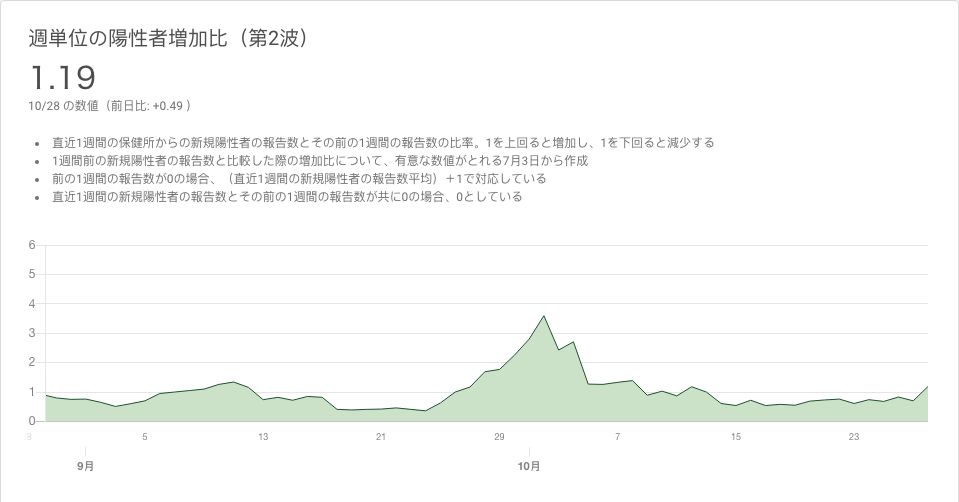 週単位の陽性者増加比（第2波）
1.19
10/28 の数値（前日比: +0.49 ）
• 直近1週間の保健所からの新規陽性者の報告数とその前の1週間の報告数の比率。1を上回ると増加し、1を下回ると減少する
• 1週間前の新規陽性者の報告数と比較した際の増加比について、有意な数値がとれる7月3日から作成
• 前の1週間の報告数が0の場合、（直近1週間の新規陽性者の報告数平均）＋1で対応している
• 直近1週間の新規陽性者の報告数とその前の1週間の報告数が共に0の場合、0としている
6
5
4
3
2
1
0
5 13 21 29 7 15 23
9月 10月